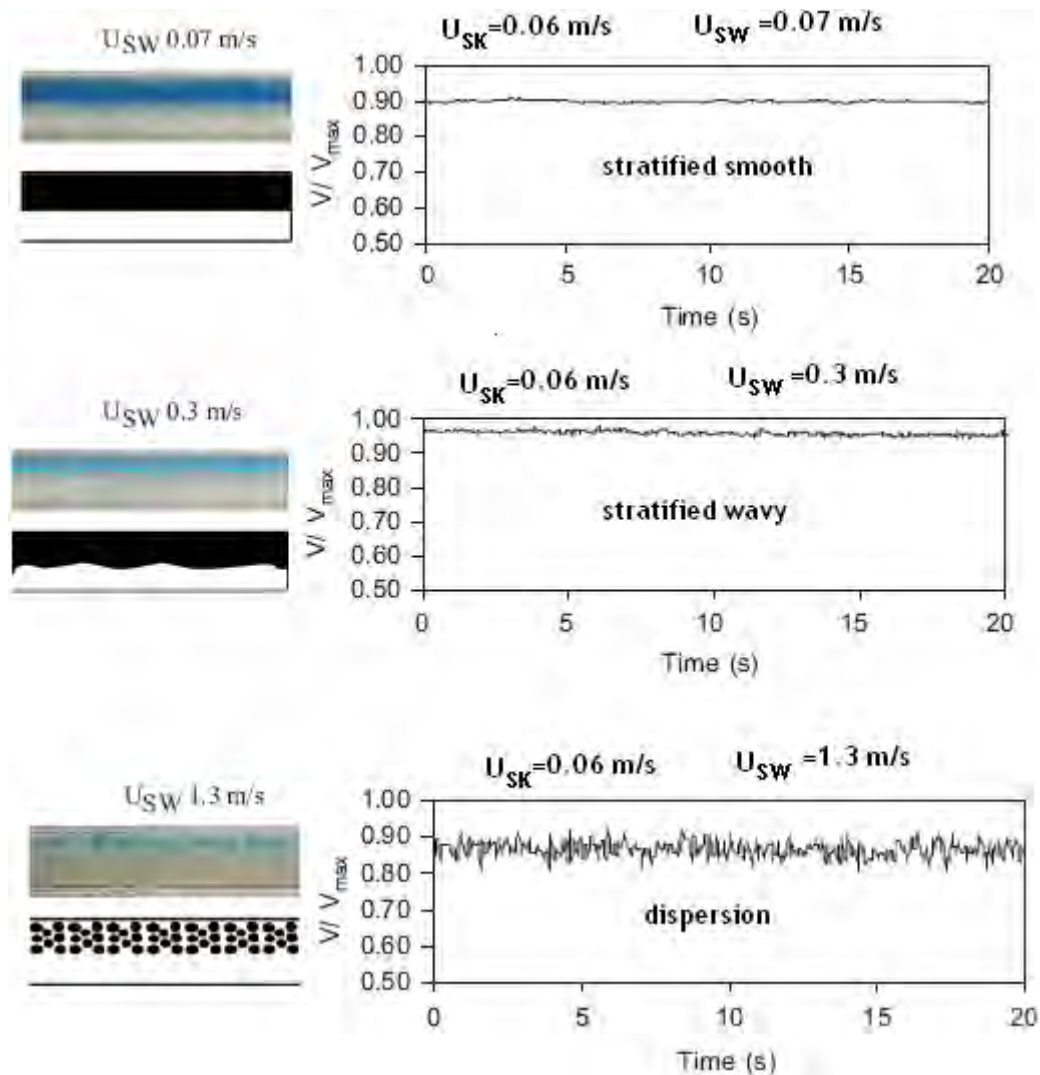 U_SW 0.07 m/s
U_SK=0.06 m/s U_SW=0.07 m/s
1.00
0.90
0.80
0.70
0.60
0.50
V/ V_max
stratified smooth
0 5 10 15 20
Time (s)
U_SW 0.3 m/s
U_SK=0.06 m/s U_SW=0.3 m/s
1.00
0.90
0.80
0.70
0.60
0.50
V/ V_max
stratified wavy
0 5 10 15 20
Time (s)
U_SW 1.3 m/s
U_SK=0.06 m/s U_SW =1.3 m/s
1.00
0.90
0.80
0.70
0.60
0.50
V/ V_max
dispersion
0 5 10 15 20
Time (s)